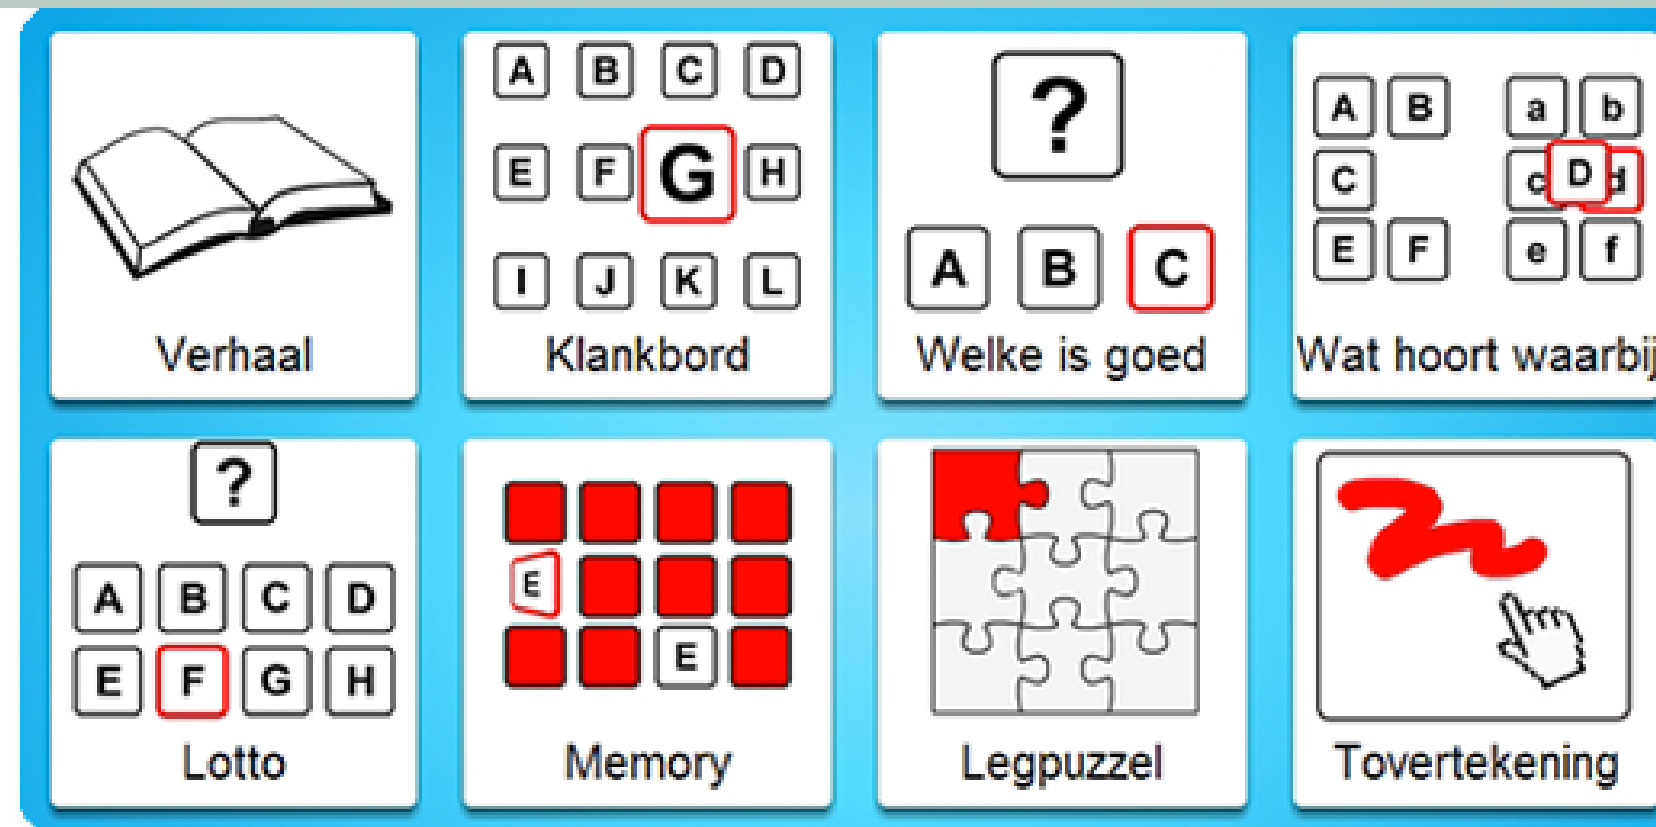 A B C D
E F G H
I J K L
?
A B C
A B a b
C c D d
E F e f
Verhaal
Klankbord
Welke is goed
Wat hoort waarbij
?
A B C D
E F G H
E
E
Lotto
Memory
Legpuzzel
Tovertekening